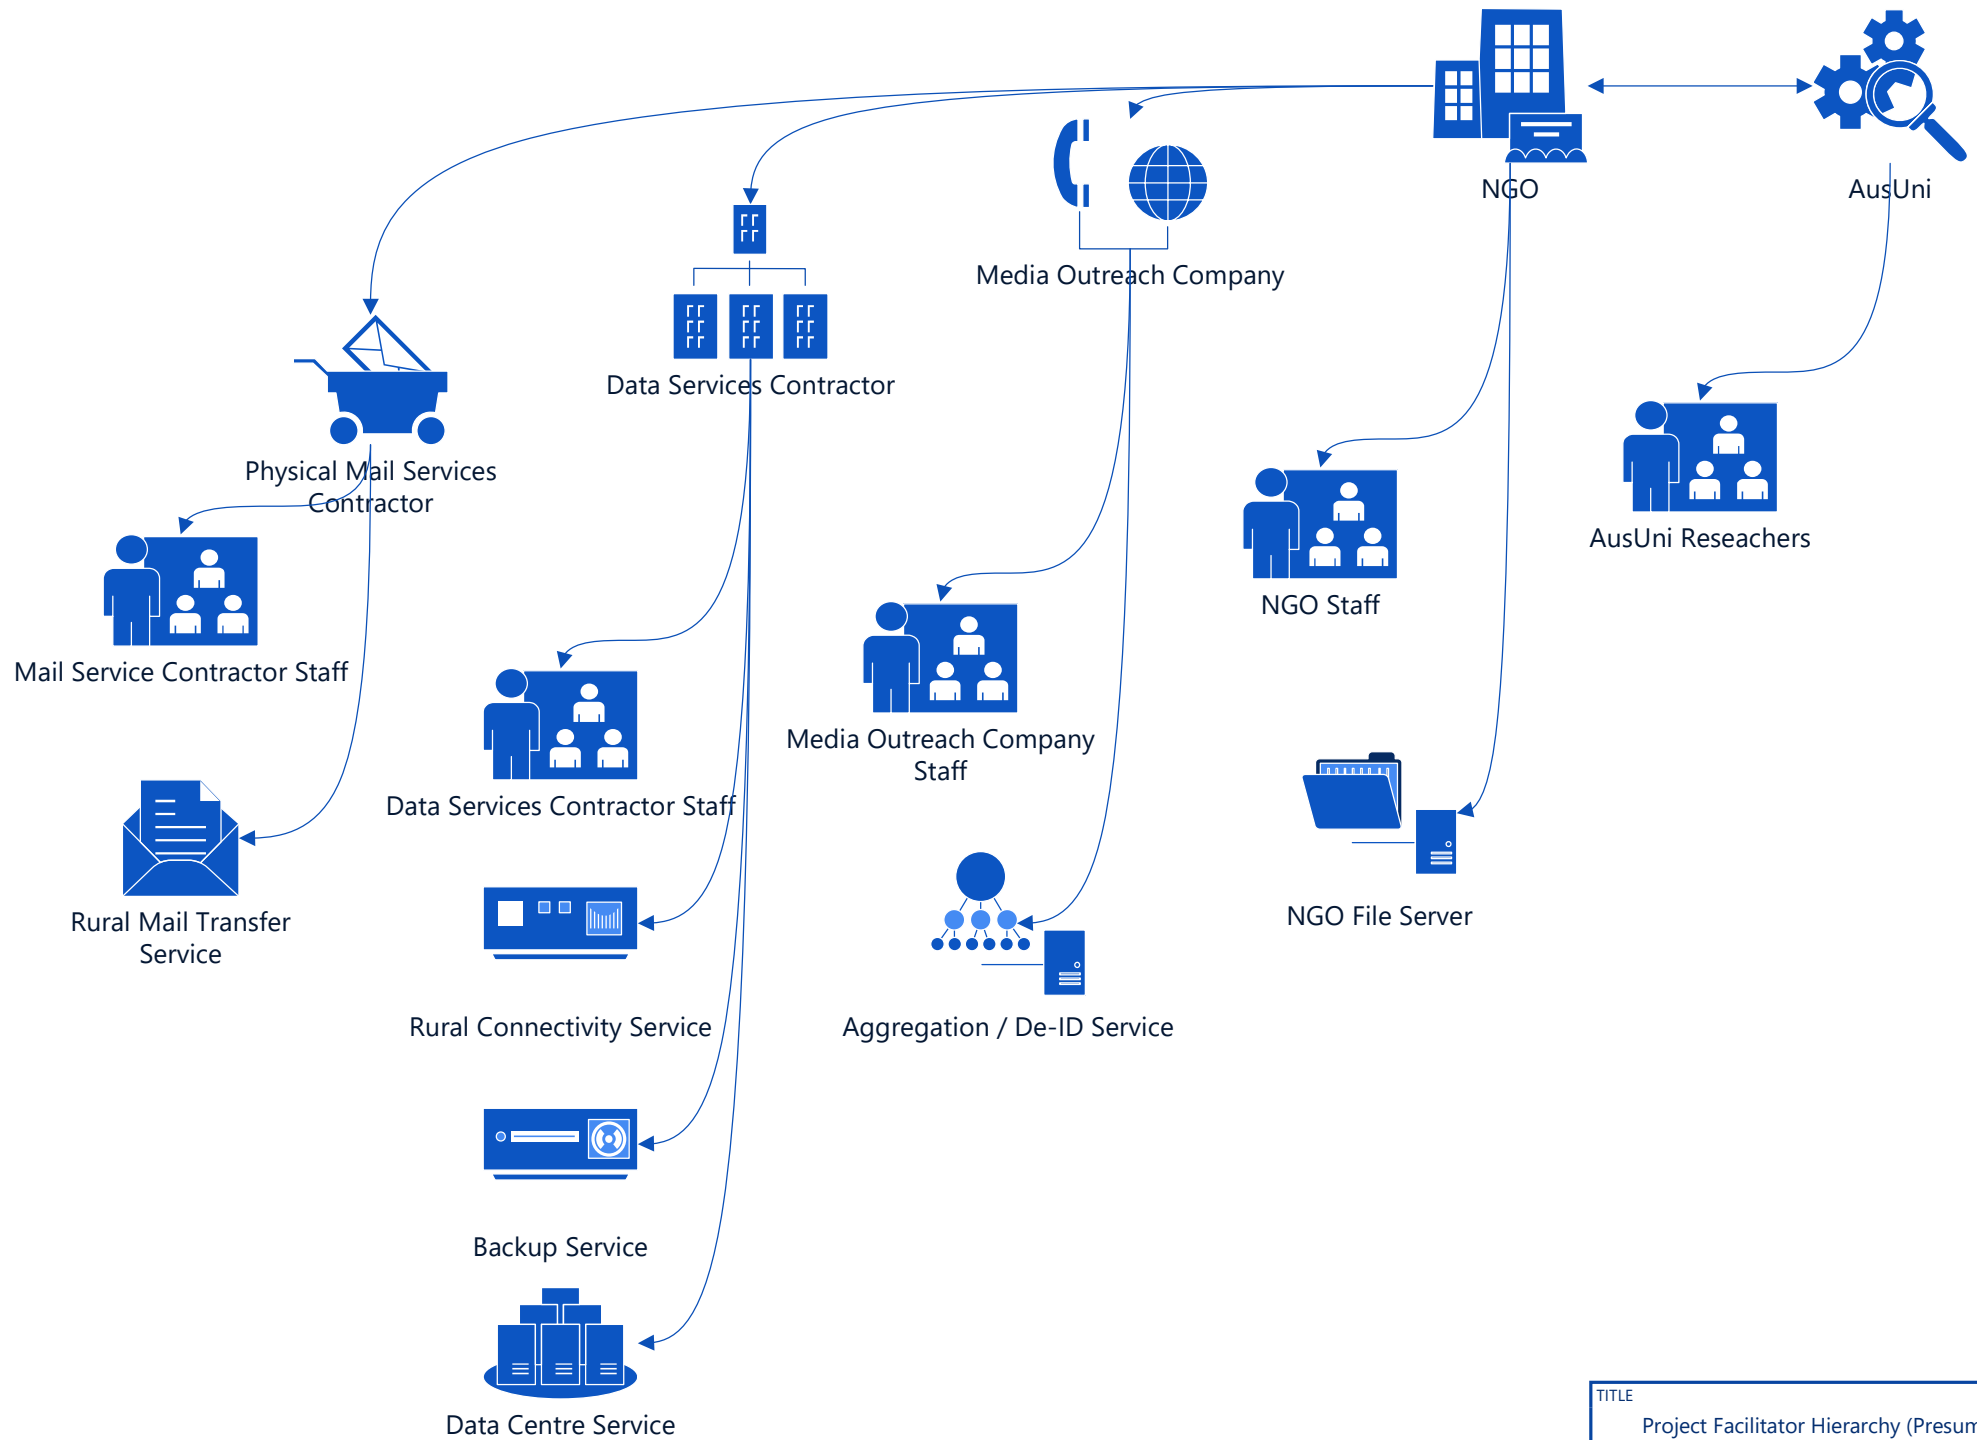 NGO
AusUni
Media Outreach Company
Data Services Contractor
Physical Mail Services
Contractor
AusUni Reseachers
NGO Staff
Mail Service Contractor Staff
Media Outreach Company
Staff
Data Services Contractor Staff
NGO File Server
Rural Mail Transfer
Service
Rural Connectivity Service
Aggregation / De-ID Service
Backup Service
Data Centre Service
TITLE
Project Facilitator Hierarchy